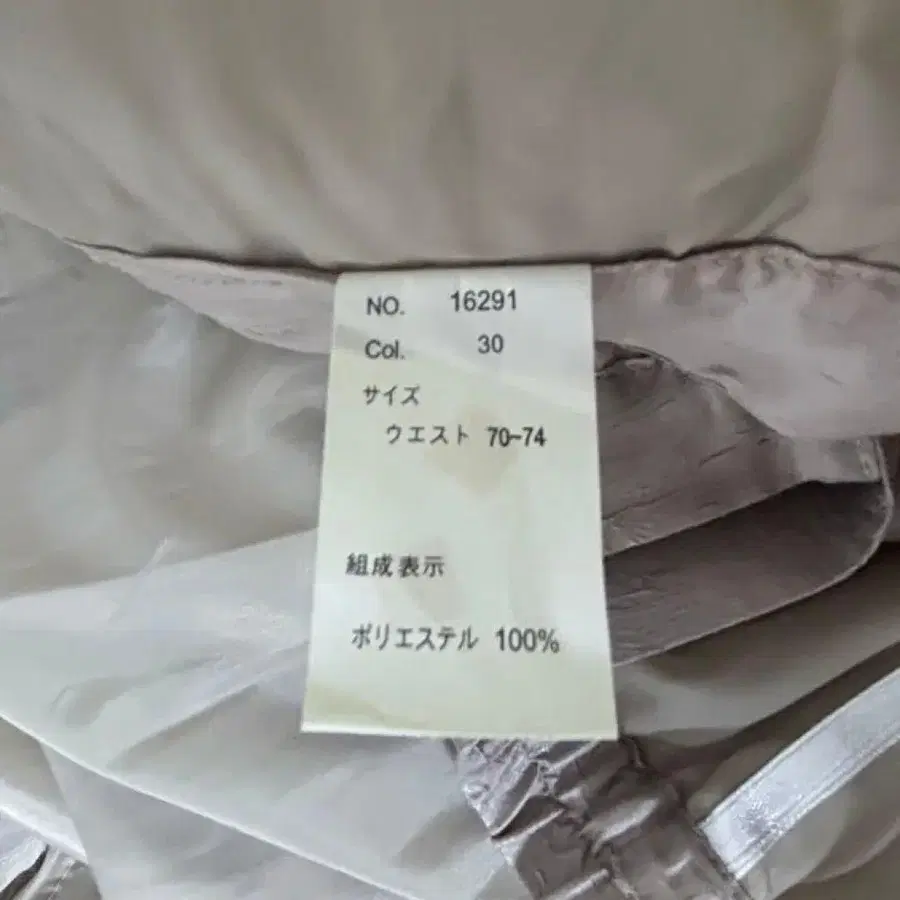 NO. 16291
Col. 30
サイズ
ウエスト 70-74
組成表示
ポリエステル 100%